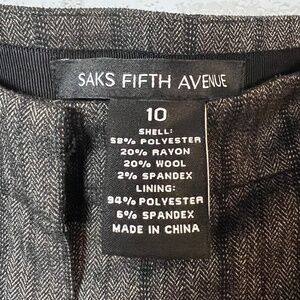 SAKS FIFTH AVENUE
10
SHELL:
58% POLYESTER
20% RAYON
20% WOOL
2% SPANDEX
LINING:
94% POLYESTER
6% SPANDEX
MADE IN CHINA